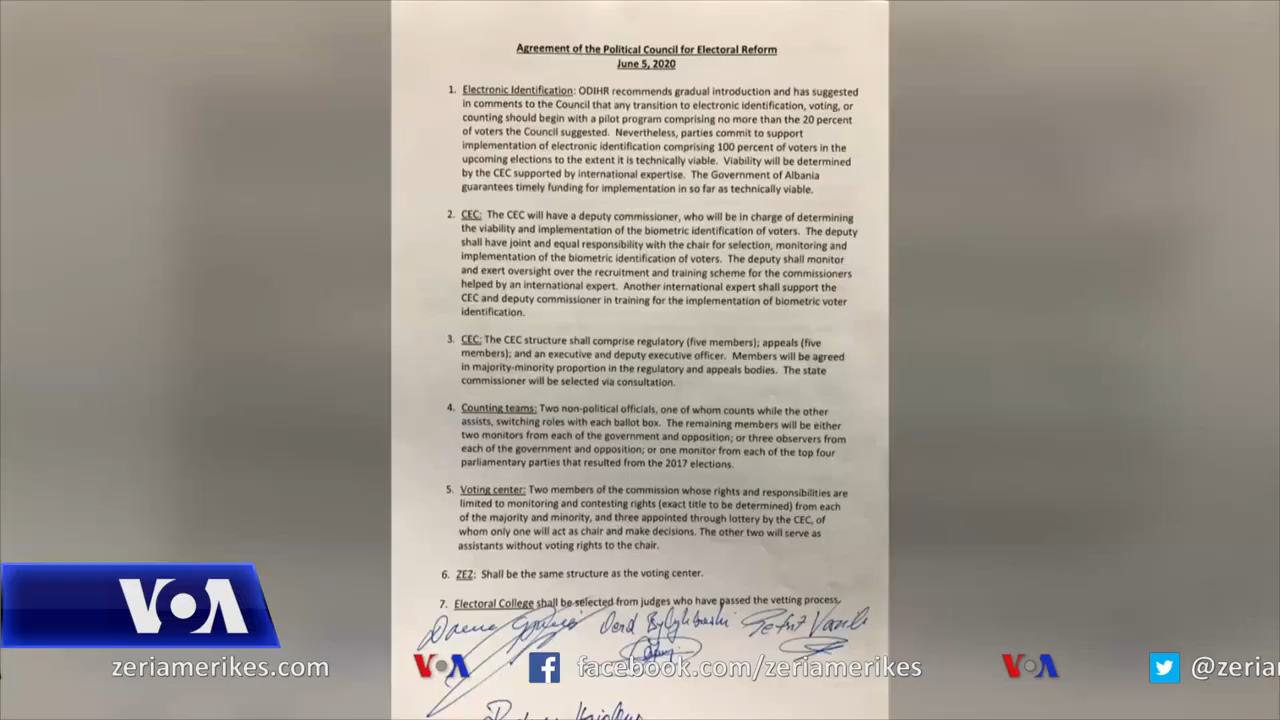 Agreement of the Political Council for Electoral Reform
June 5, 2020
1. Electronic Identification: ODIHR recommends gradual introduction and has suggested
in comments to the Council that any transition to electronic identification, voting, or
counting should begin with a pilot program comprising no more than the 20 percent
of voters the Council suggested. Nevertheless, parties commit to support
implementation of electronic identification comprising 100 percent of voters in the
upcoming elections to the extent it is technically viable. Viability will be determined
by the CEC supported by international expertise. The Government of Albania
guarantees timely funding for implementation in so far as technically viable.
2. CEC: The CEC will have a deputy commissioner, who will be in charge of determining
the viability and implementation of the biometric identification of voters. The deputy
shall have joint and equal responsibility with the chair for selection, monitoring and
implementation of the biometric identification of voters. The deputy shall monitor
and exert oversight over the recruitment and training scheme for the commissioners
helped by an international expert. Another international expert shall support the
CEC and deputy commissioner in training for the implementation of biometric voter
identification.
3. CEC: The CEC structure shall comprise regulatory (five members); appeals (five
members); and an executive and deputy executive officer. Members will be agreed
in majority-minority proportion in the regulatory and appeals bodies. The state
commissioner will be selected via consultation.
4. Counting teams: Two non-political officials, one of whom counts while the other
assists, switching roles with each ballot box. The remaining members will be either
two monitors from each of the government and opposition; or three observers from
each of the government and opposition; or one monitor from each of the top four
parliamentary parties that resulted from the 2017 elections.
5. Voting center: Two members of the commission whose rights and responsibilities are
limited to monitoring and contesting rights (exact title to be determined) from each
of the majority and minority, and three appointed through lottery by the CEC, of
whom only one will act as chair and make decisions. The other two will serve as
assistants without voting rights to the chair.
6. ZEZ: Shall be the same structure as the voting center.
7. Electoral College shall be selected from judges who have passed the vetting process.
VOA
zeriamerikes.com
VOA
facebook.com/zeriamerikes
VOA
@zeriam